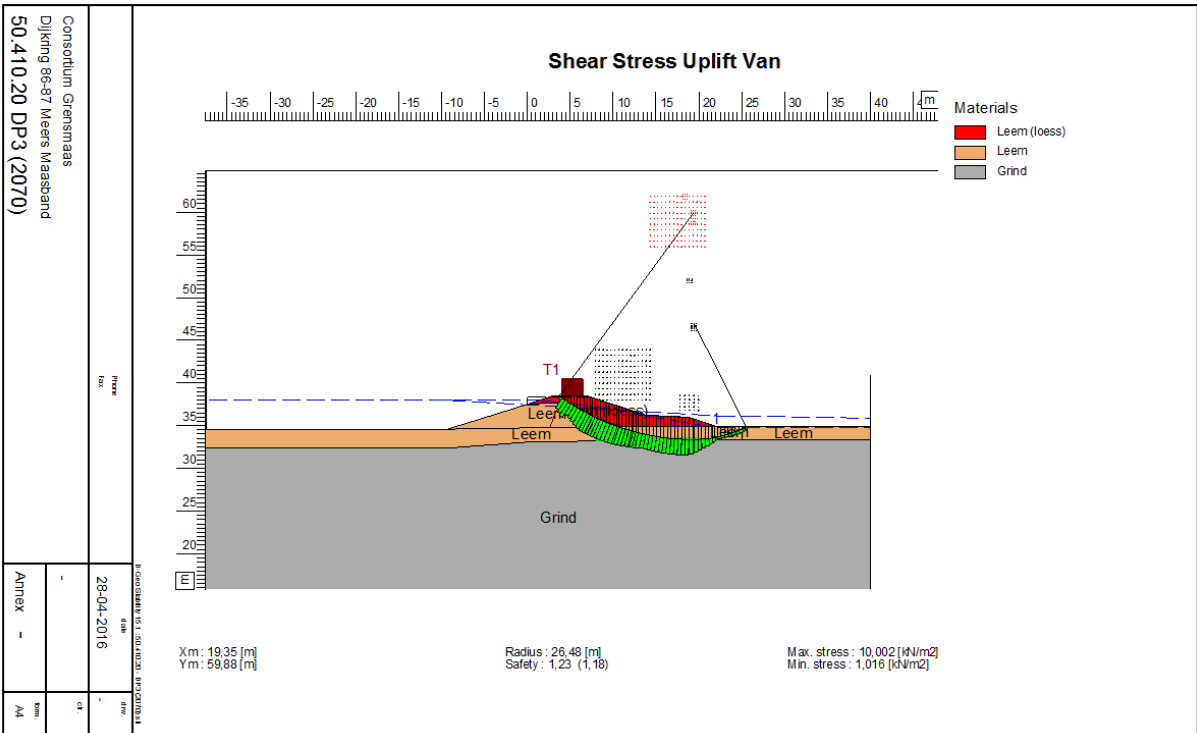 Shear Stress Uplift Van
-35 -30 -25 -20 -15 -10 -5 0 5 10 15 20 25 30 35 40
m
Materials
Leem (loess)
Leem
Grind
60
55
50
45
40
35
30
25
20
m
T1
1
Leem
Leem
Leem
Grind
Xm : 19,35 [m]
Ym : 59,88 [m]
Radius : 26,48 [m]
Safety : 1,23 (1,18)
Max. stress : 10,002 [kN/m2]
Min. stress : 1,016 [kN/m2]
Consortium Grensmaas
Dijkring 86-87 Meers Maasband
50.410.20 DP3 (2070)
Phone
Fax
date
28-04-2016
drw.
-
-
ctr.
Annex -
form.
A4